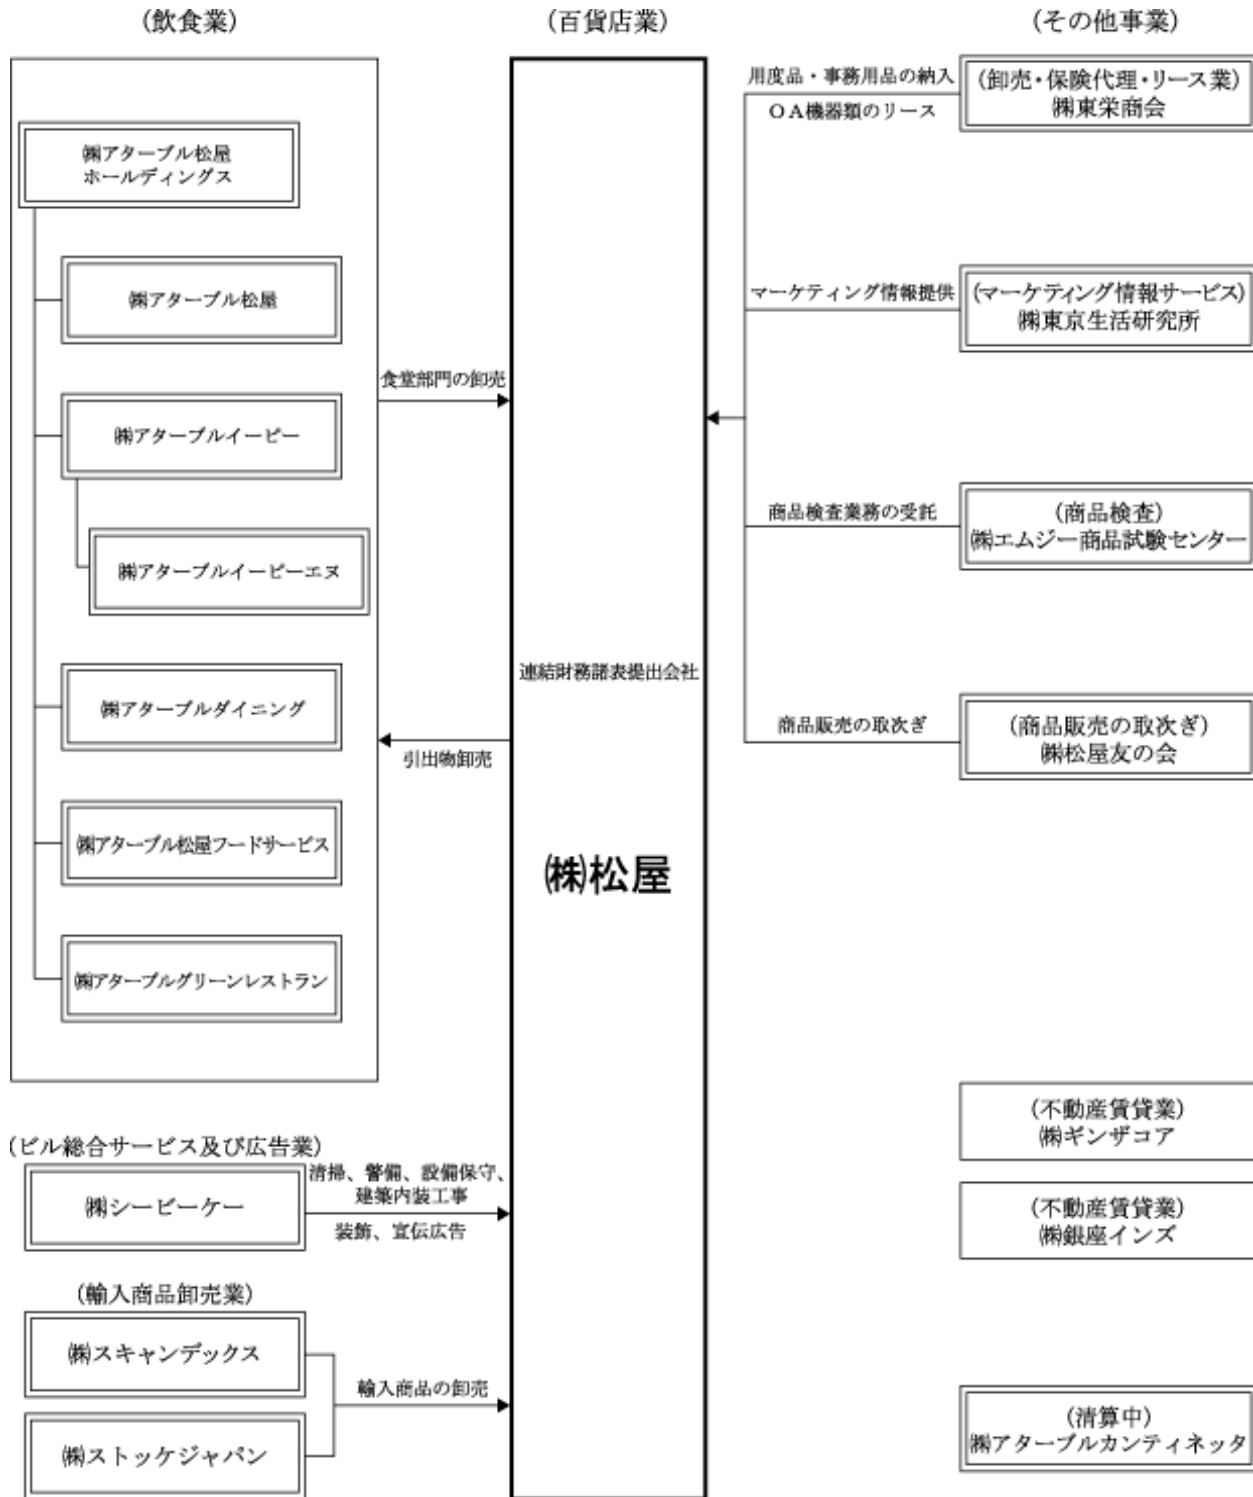 (飲食業)
(百貨店業)
(その他事業)
㈱アターブル松屋
ホールディングス
㈱アターブル松屋
㈱アターブルイーピー
㈱アターブルイーピーエヌ
㈱アターブルダイニング
㈱アターブル松屋フードサービス
㈱アターブルグリーンレストラン
食堂部門の卸売
引出物卸売
(ビル総合サービス及び広告業)
㈱シービーケー
清掃、警備、設備保守、
建築内装工事
装飾、宣伝広告
(輸入商品卸売業)
㈱スキャンデックス
㈱ストッケジャパン
輸入商品の卸売
連結財務諸表提出会社
㈱松屋
用度品・事務用品の納入
ＯＡ機器類のリース
(卸売・保険代理・リース業)
㈱東栄商会
マーケティング情報提供
(マーケティング情報サービス)
㈱東京生活研究所
商品検査業務の受託
(商品検査)
㈱エムジー商品試験センター
商品販売の取次ぎ
(商品販売の取次ぎ)
㈱松屋友の会
(不動産賃貸業)
㈱ギンザコア
(不動産賃貸業)
㈱銀座インズ
(清算中)
㈱アターブルカンティネッタ